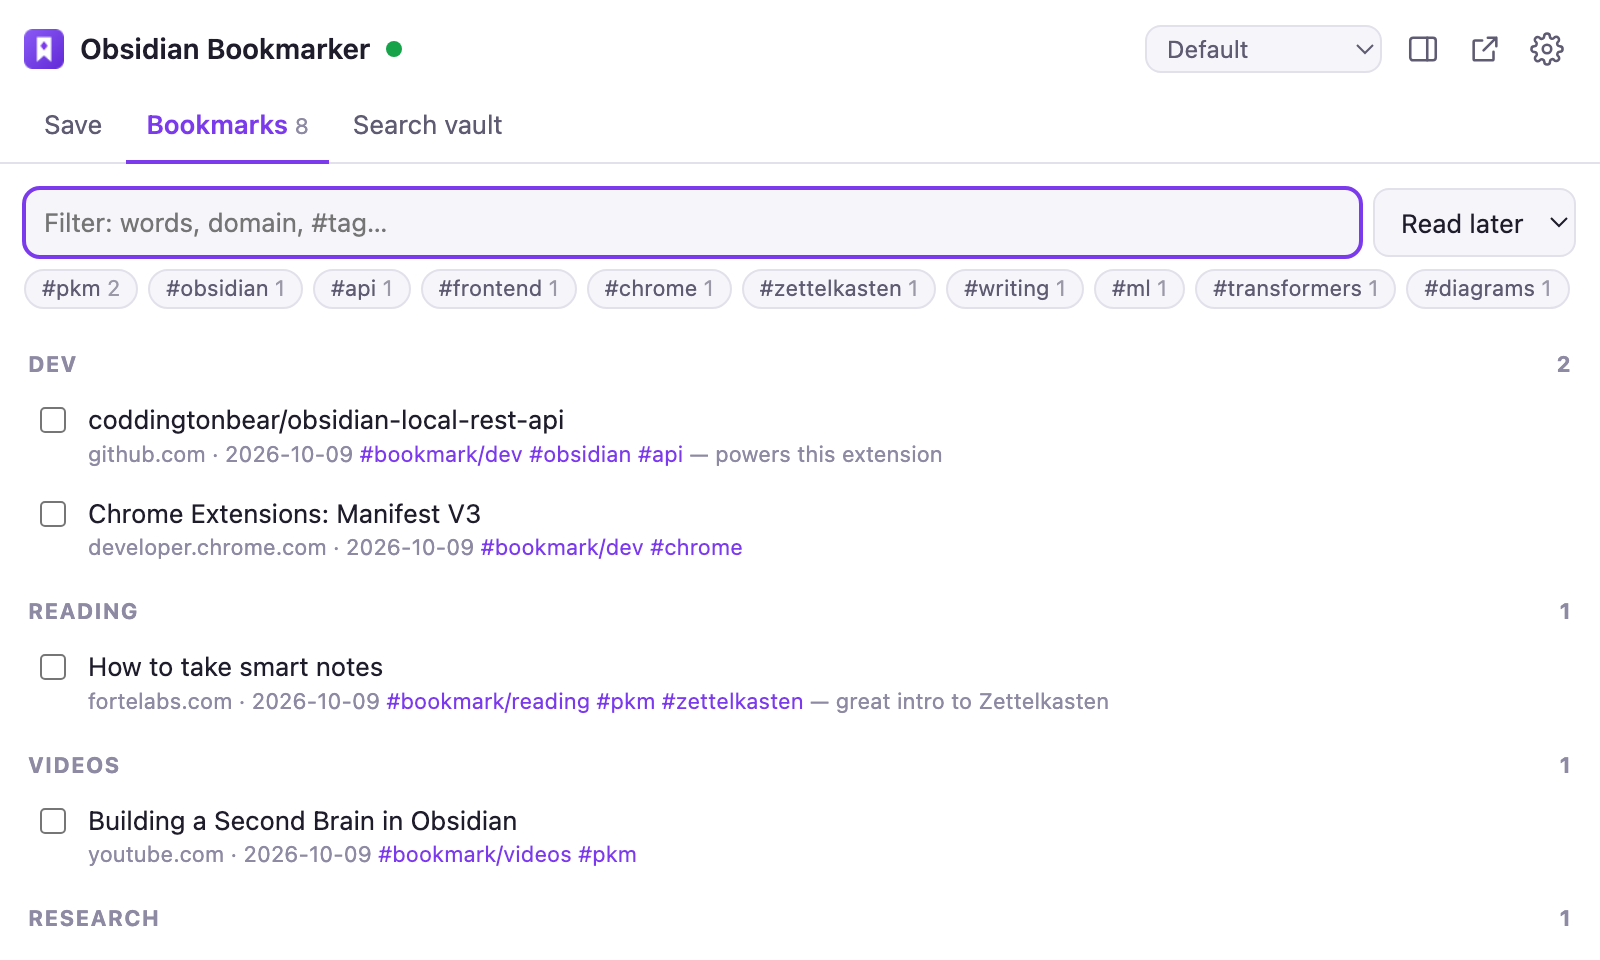 Obsidian Bookmarker
Default
Save
Bookmarks 8
Search vault
Filter: words, domain, #tag...
Read later
#pkm 2
#obsidian 1
#api 1
#frontend 1
#chrome 1
#zettelkasten 1
#writing 1
#ml 1
#transformers 1
#diagrams 1
DEV 2
coddingtonbear/obsidian-local-rest-api
github.com · 2026-10-09 #bookmark/dev #obsidian #api — powers this extension
Chrome Extensions: Manifest V3
developer.chrome.com · 2026-10-09 #bookmark/dev #chrome
READING 1
How to take smart notes
fortelabs.com · 2026-10-09 #bookmark/reading #pkm #zettelkasten — great intro to Zettelkasten
VIDEOS 1
Building a Second Brain in Obsidian
youtube.com · 2026-10-09 #bookmark/videos #pkm
RESEARCH 1